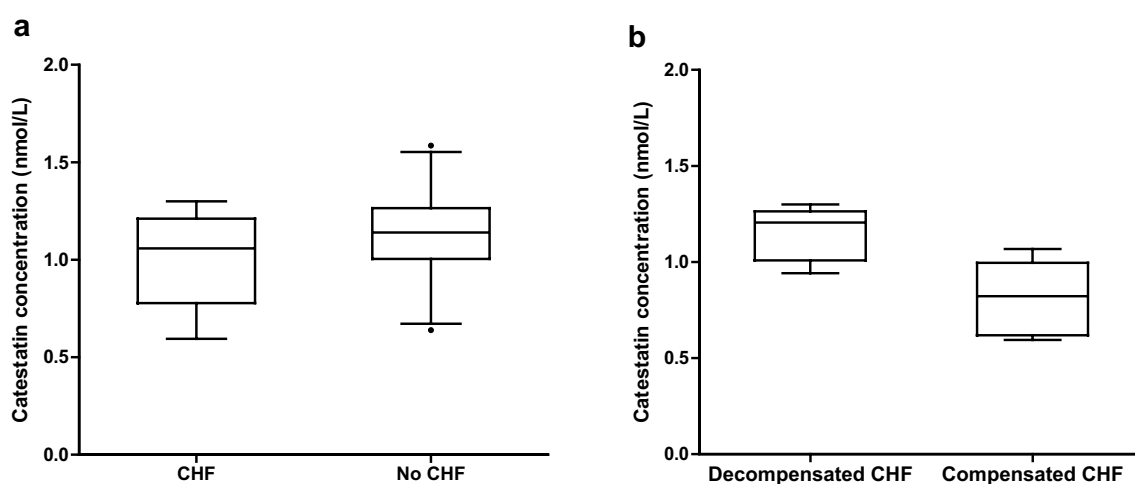 a
Catestatin concentration (nmol/L)
2.0
1.5
1.0
0.5
0.0
CHF
No CHF
b
Catestatin concentration (nmol/L)
2.0
1.5
1.0
0.5
0.0
Decompensated CHF
Compensated CHF